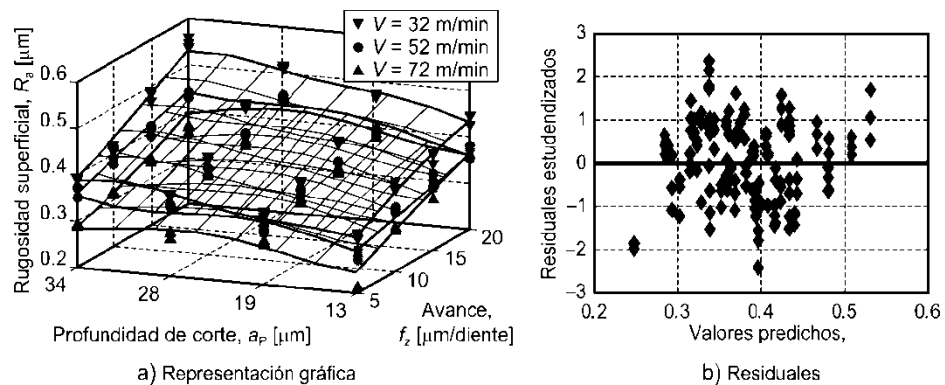 V = 32 m/min
V = 52 m/min
V = 72 m/min
Rugosidad superficial, Ra [µm]
0.6
0.5
0.4
0.3
0.2
34
28
19
13
5
10
15
20
Profundidad de corte, aP [µm]
Avance,
fz [µm/diente]
a) Representación gráfica
Residuales estudendizados
3
2
1
0
−1
−2
−3
0.2
0.3
0.4
0.5
0.6
Valores predichos,
b) Residuales